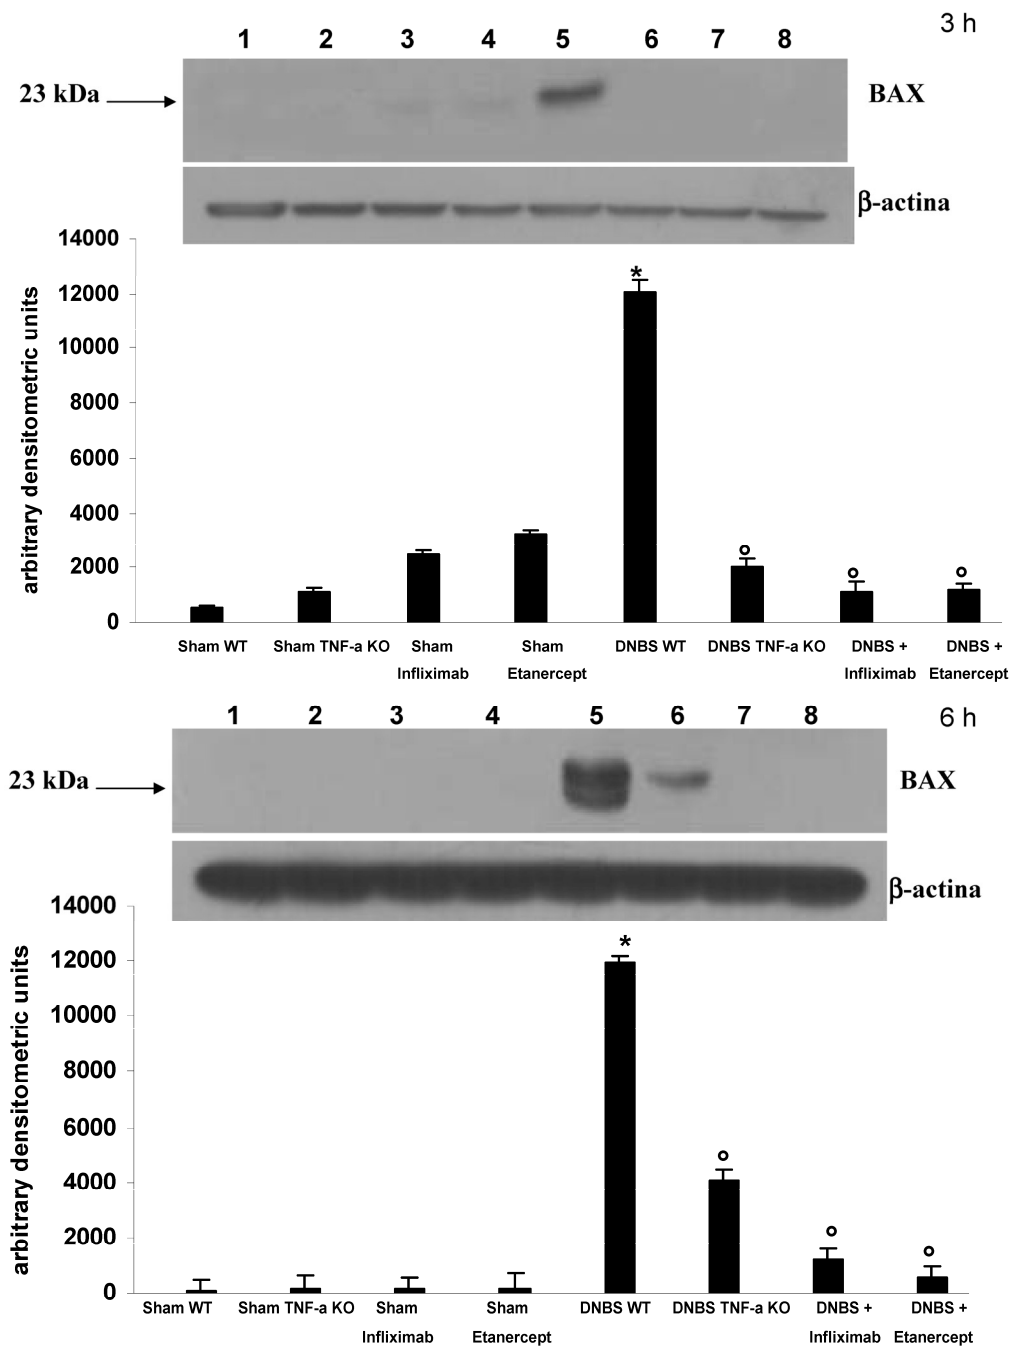 3 h
1 2 3 4 5 6 7 8
23 kDa BAX
β-actina
14000
12000
10000
8000
6000
4000
2000
0
arbitrary densitometric units
*
Sham WT Sham TNF-a KO Sham Infliximab Sham Etanercept DNBS WT DNBS TNF-a KO DNBS + Infliximab DNBS + Etanercept
1 2 3 4 5 6 7 8 6 h
23 kDa BAX
β-actina
14000
12000
10000
8000
6000
4000
2000
0
arbitrary densitometric units
*
Sham WT Sham TNF-a KO Sham Infliximab Sham Etanercept DNBS WT DNBS TNF-a KO DNBS + Infliximab DNBS + Etanercept